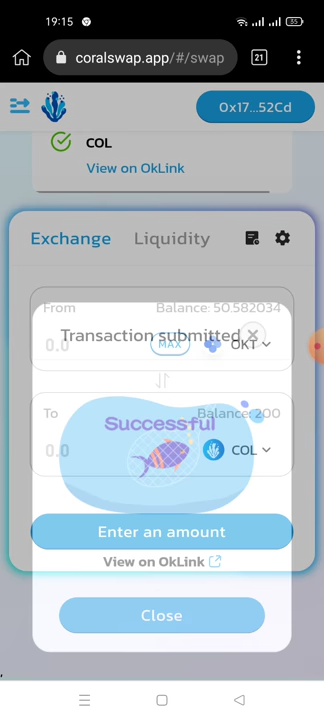 19:15
55
coralswap.app/#/swap
21
0x17...52Cd
COL
View on OkLink
Exchange
Liquidity
From
Balance: 50.582034
Transaction submitted
0.0
MAX
OKT
To
Balance: 200
Successful
0.0
COL
Enter an amount
View on OkLink
Close